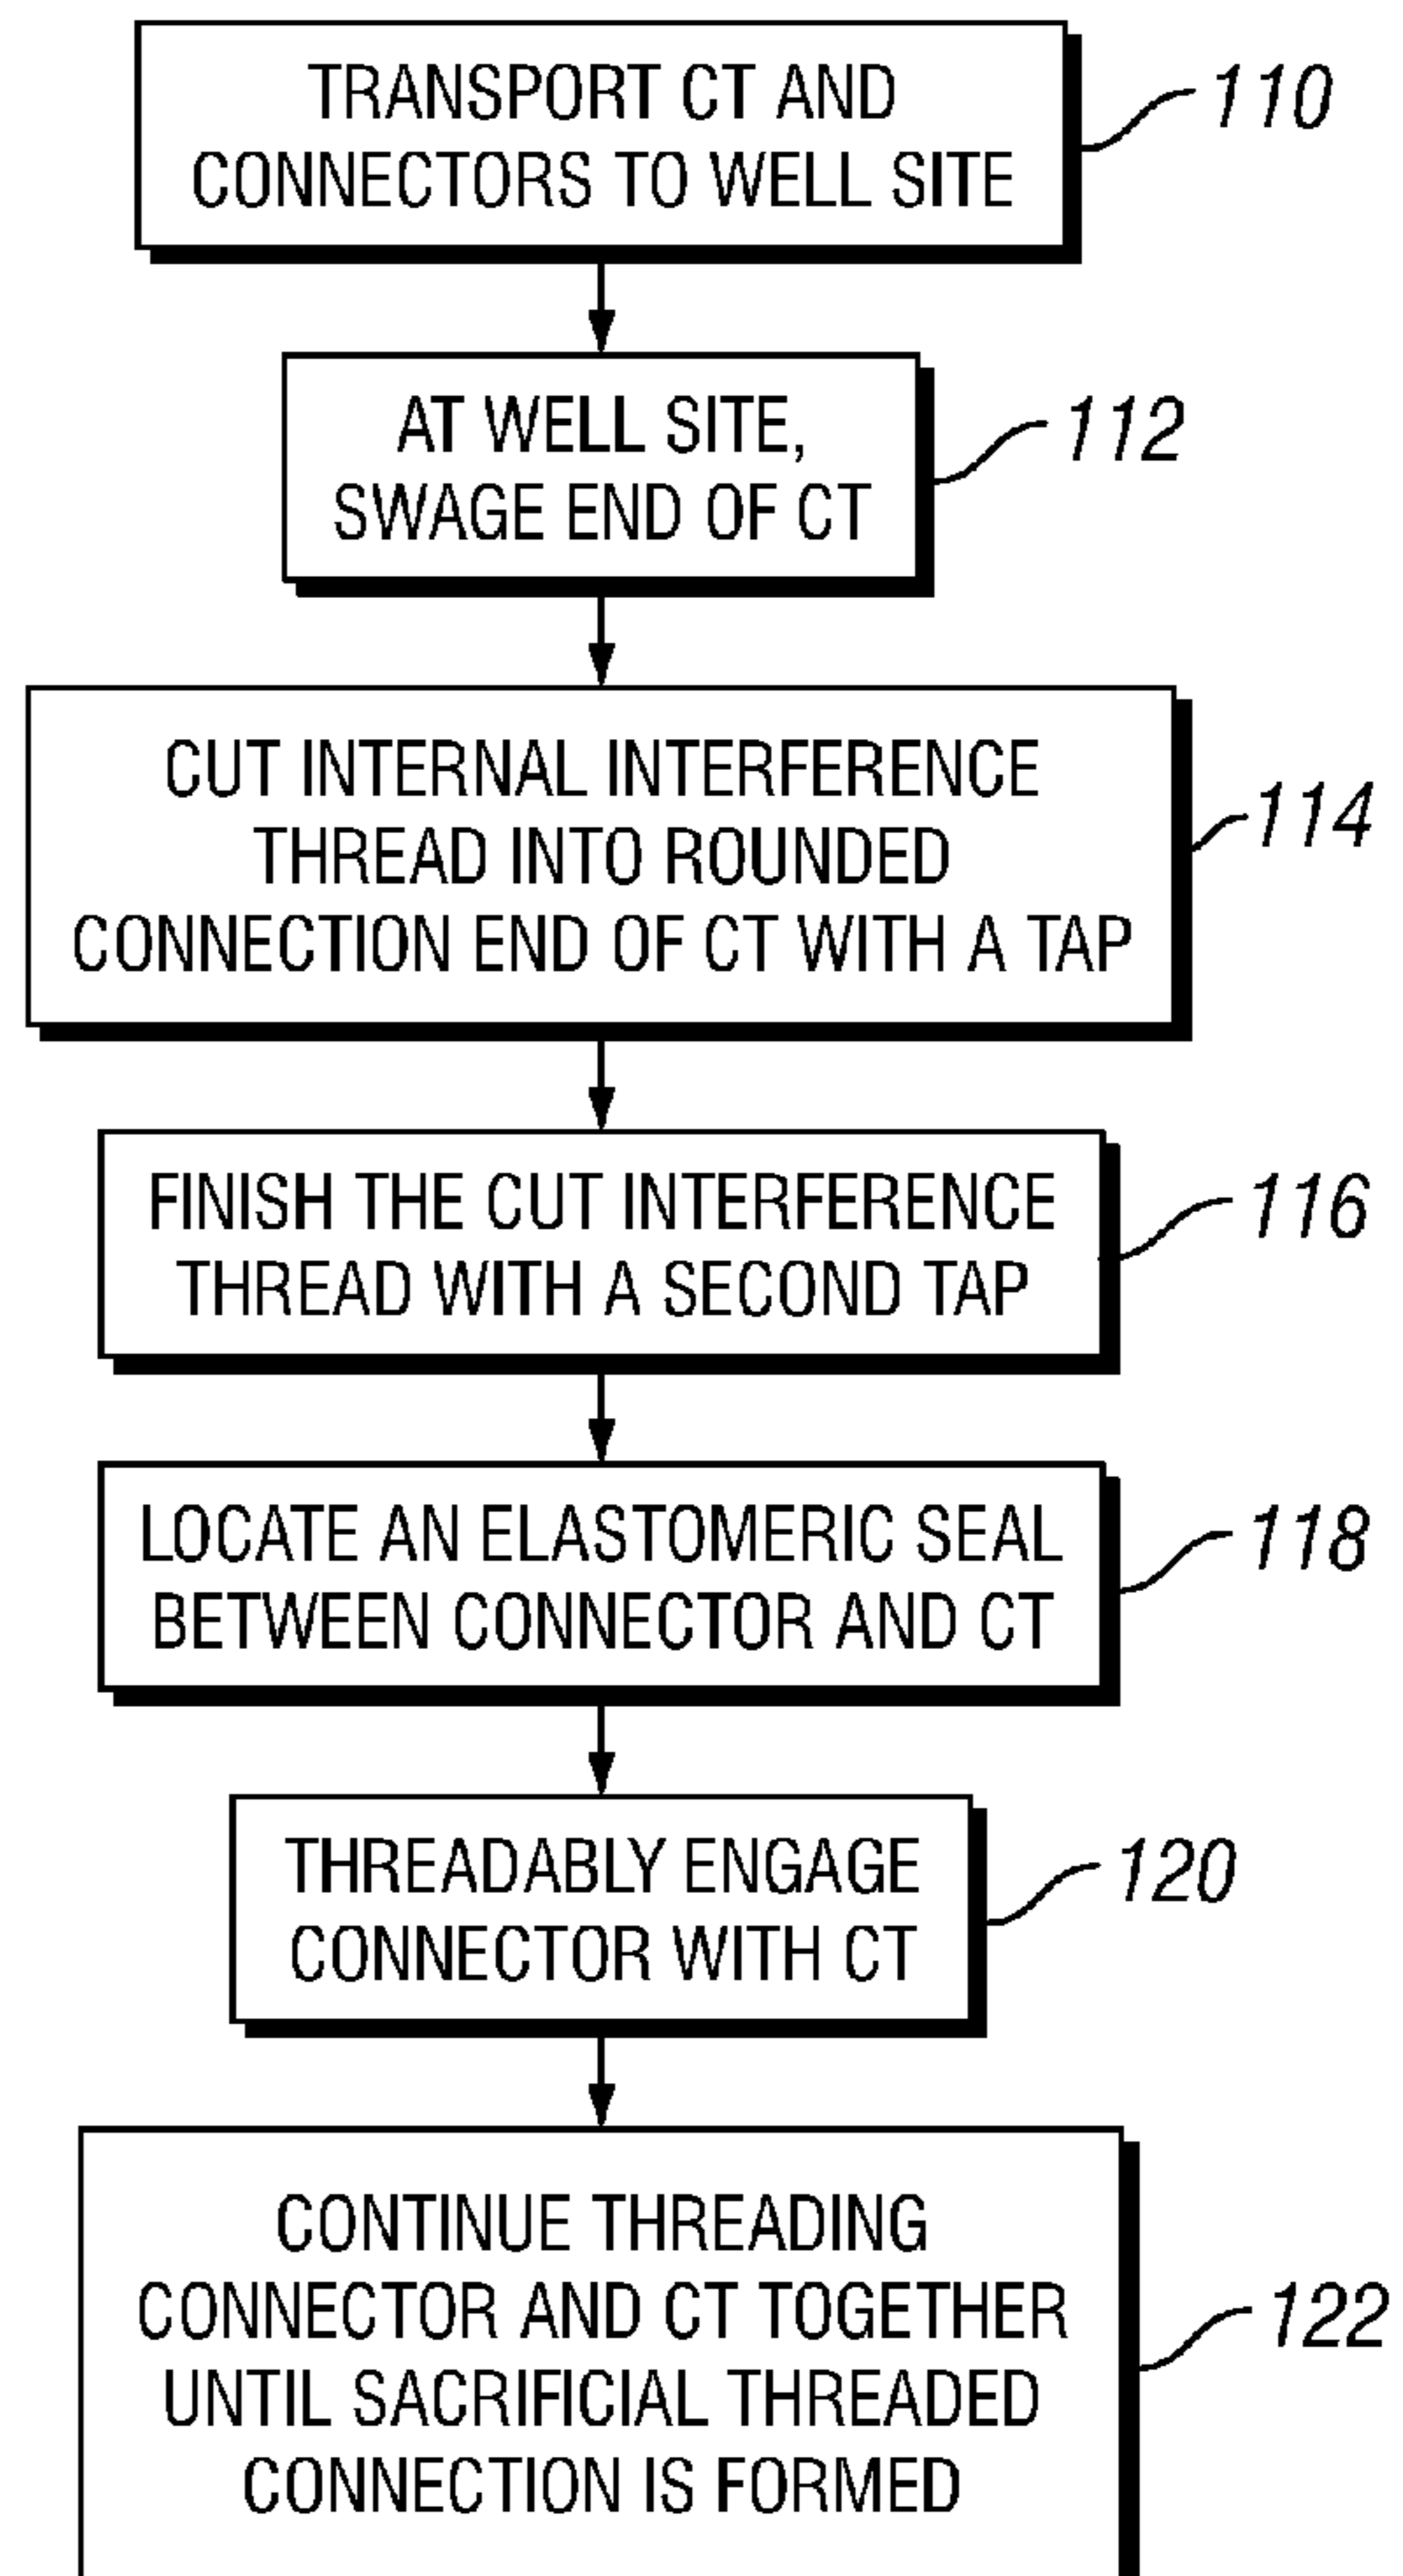 TRANSPORT CT AND
CONNECTORS TO WELL SITE
110
AT WELL SITE,
SWAGE END OF CT
112
CUT INTERNAL INTERFERENCE
THREAD INTO ROUNDED
CONNECTION END OF CT WITH A TAP
114
FINISH THE CUT INTERFERENCE
THREAD WITH A SECOND TAP
116
LOCATE AN ELASTOMERIC SEAL
BETWEEN CONNECTOR AND CT
118
THREADABLY ENGAGE
CONNECTOR WITH CT
120
CONTINUE THREADING
CONNECTOR AND CT TOGETHER
UNTIL SACRIFICIAL THREADED
CONNECTION IS FORMED
122